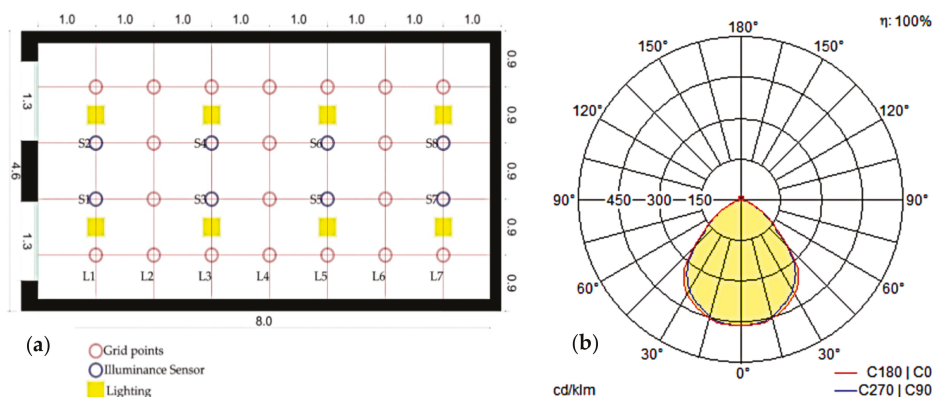 1.0 1.0 1.0 1.0 1.0 1.0 1.0 1.0
0.9
1.3
0.9
S2 S4 S6 S8
4.6
0.9
S1 S3 S5 S7
1.3
0.9
L1 L2 L3 L4 L5 L6 L7
0.9
8.0
(a)
Grid points
Illuminance Sensor
Lighting
η: 100%
180°
150° 150°
120° 120°
90° 450 300 150 90°
60° 60°
30° 30°
0°
(b)
cd/klm
C180 | C0
C270 | C90